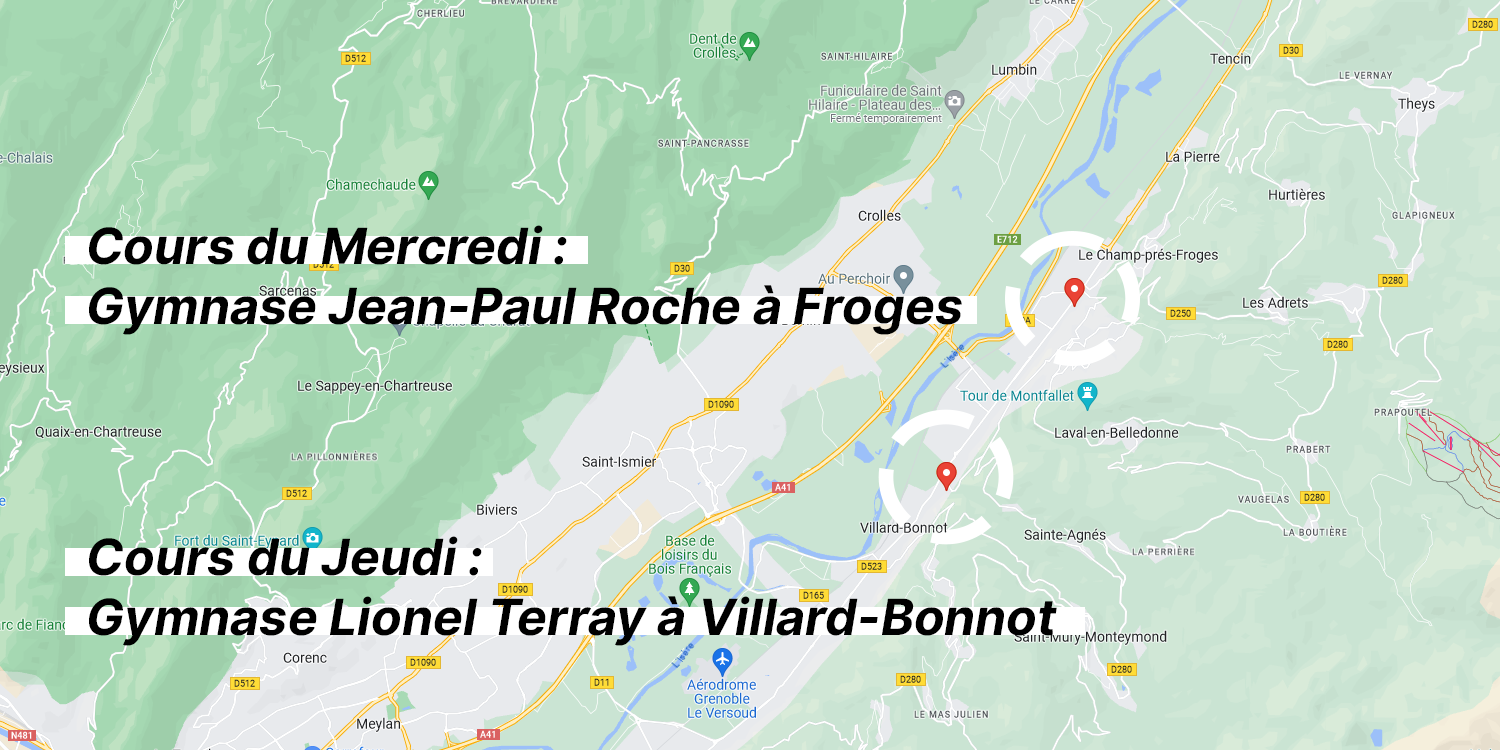 CHERLIEU
BREVARDIÈRE
LE CARRE
D280
D512
Dent de
Crolles
SAINT-HILAIRE
D30
Lumbin
Tencin
LE VERNAY
Theys
Funiculaire de Saint
Hilaire - Plateau des...
Fermé temporairement
SAINT-PANCRASSE
e-Chalais
La Pierre
Chamechaude
Hurtières
Crolles
GLAPIGNEUX
E712
Cours du Mercredi :
Le Champ-prés-Froges
D512
D30
Au Perchoir
D280
Sarcenas
Gymnase Jean-Paul Roche à Froges
Les Adrets
D250
D280
L'Isère
eysieux
Le Sappey-en-Chartreuse
Tour de Montfallet
D1090
PRAPOUTEL
Quaix-en-Chartreuse
Laval-en-Belledonne
PRABERT
LA PILLONNIÈRES
Saint-Ismier
D512
A41
VAUGELAS
D280
Biviers
Villard-Bonnot
Sainte-Agnés
LA BOUTIÈRE
Fort du Saint-Eynard
Base de
loisirs du
Bois Français
LA PERRIÈRE
Cours du Jeudi :
D523
D1090
D165
Gymnase Lionel Terray à Villard-Bonnot
Saint-Mury-Monteymond
L'Isère
Corenc
D1090
D280
D512
D11
D280
Aérodrome
Grenoble
Le Versoud
LE MAS JULIEN
Meylan
N481
A41